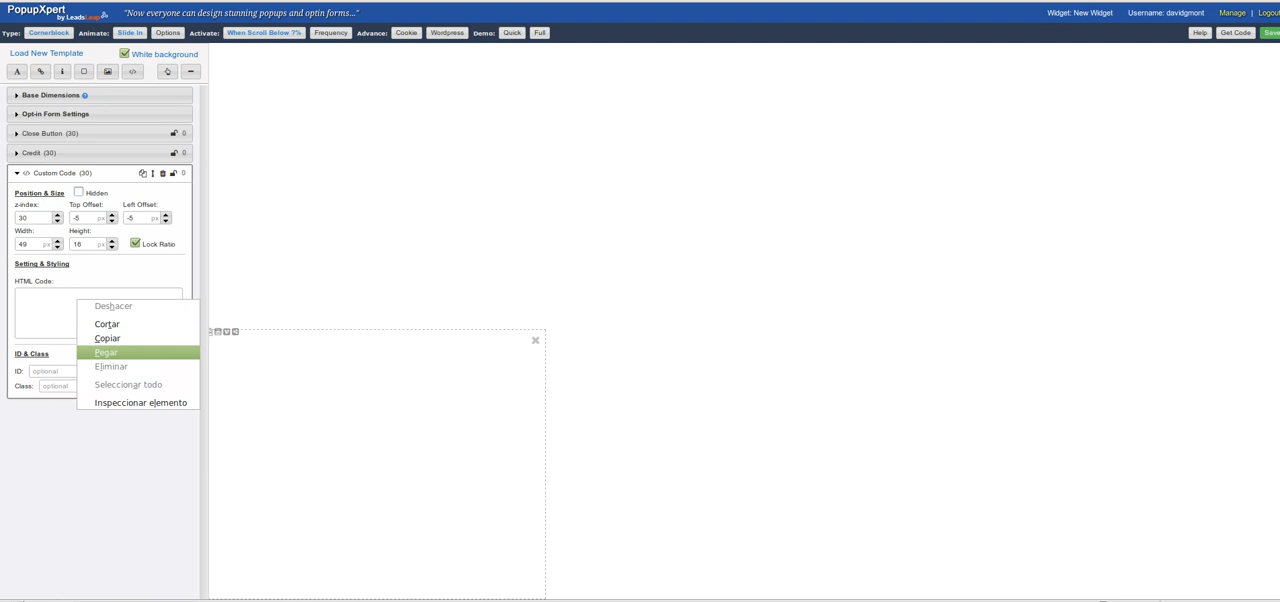 PopupXpert
by LeadsLeap
"Now everyone can design stunning popups and optin forms..."
Widget: New Widget Username: davidgmont Manage | Logout
Type: Cornerblock Animate: Slide In Options Activate: When Scroll Below 7% Frequency Advance: Cookie Wordpress Demo: Quick Full Help Get Code Save
Load New Template White background
A </>
Base Dimensions ?
Opt-in Form Settings
Close Button (30) 0
Credit (30) 0
</> Custom Code (30) 0
Position & Size Hidden
z-index: Top Offset: Left Offset:
30 -5 px -5 px
Width: Height:
49 px 16 px Lock Ratio
Setting & Styling
HTML Code:
Deshacer
Cortar
Copiar
Pegar
Eliminar
Seleccionar todo
Inspeccionar elemento
ID & Class
ID: optional
Class: optional